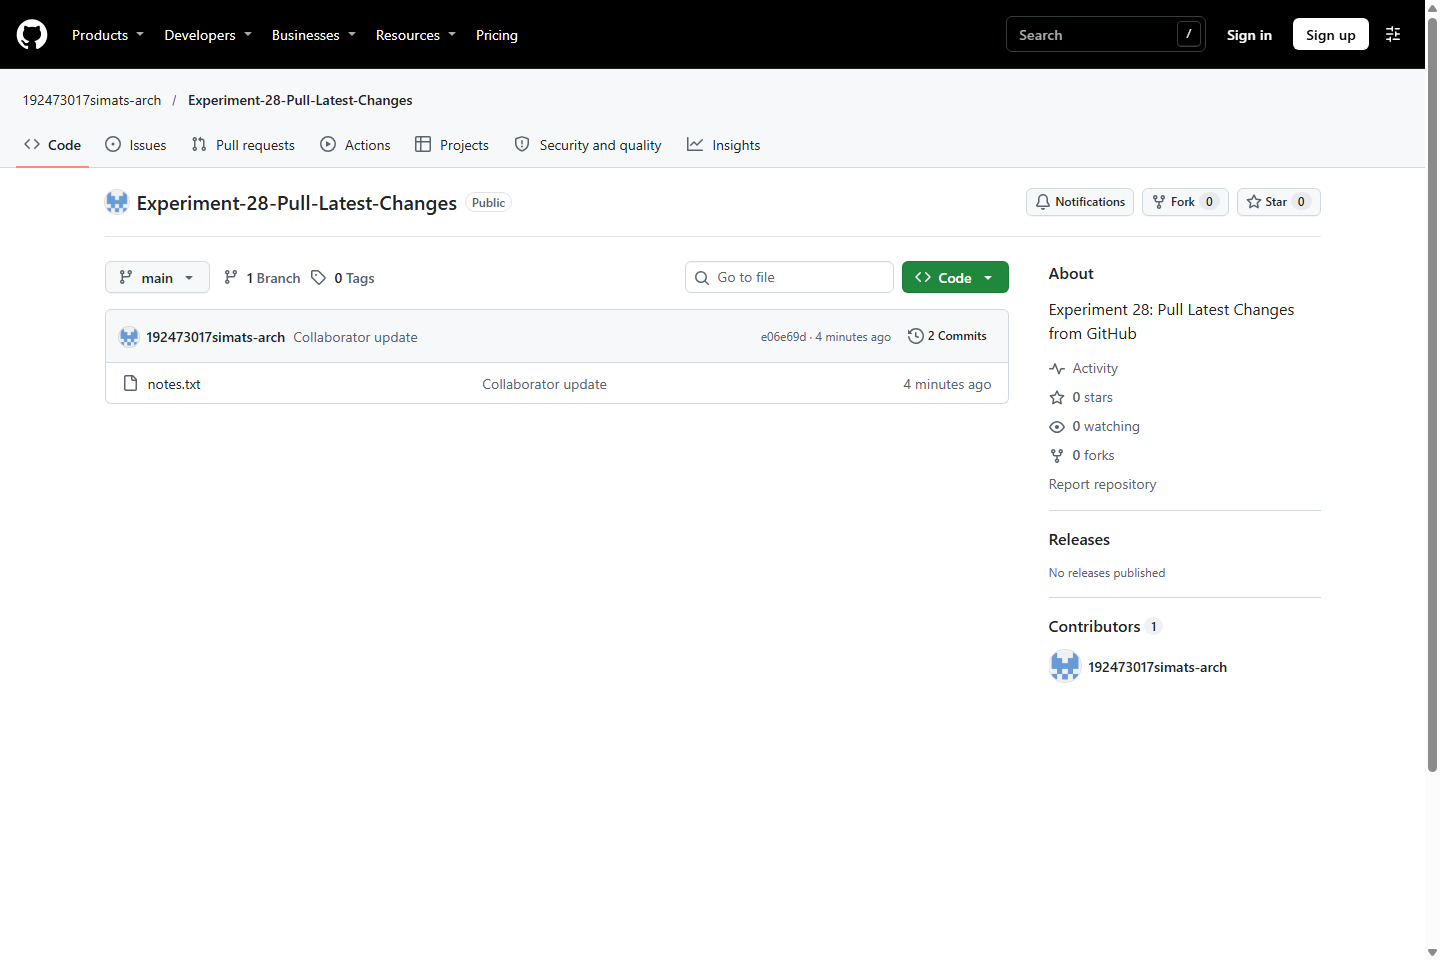 Products Developers Businesses Resources Pricing Search / Sign in Sign up
192473017simats-arch / Experiment-28-Pull-Latest-Changes
Code Issues Pull requests Actions Projects Security and quality Insights
Experiment-28-Pull-Latest-Changes Public Notifications Fork 0 Star 0
main 1 Branch 0 Tags Go to file Code
192473017simats-arch Collaborator update e06e69d · 4 minutes ago 2 Commits
notes.txt Collaborator update 4 minutes ago
About
Experiment 28: Pull Latest Changes
from GitHub
Activity
0 stars
0 watching
0 forks
Report repository
Releases
No releases published
Contributors 1
192473017simats-arch